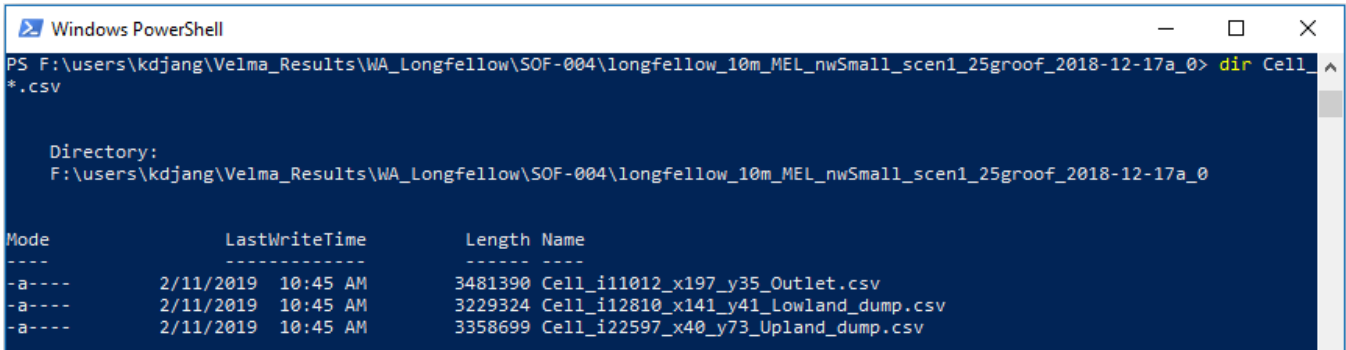 Windows PowerShell
PS F:\users\kdjang\Velma_Results\WA_Longfellow\SOF-004\longfellow_10m_MEL_nwSmall_scen1_25groof_2018-12-17a_0> dir Cell_
*.csv
Directory:
F:\users\kdjang\Velma_Results\WA_Longfellow\SOF-004\longfellow_10m_MEL_nwSmall_scen1_25groof_2018-12-17a_0
Mode                LastWriteTime         Length Name
----                -------------         ------ ----
-a----        2/11/2019  10:45 AM        3481390 Cell_i11012_x197_y35_Outlet.csv
-a----        2/11/2019  10:45 AM        3229324 Cell_i12810_x141_y41_Lowland_dump.csv
-a----        2/11/2019  10:45 AM        3358699 Cell_i22597_x40_y73_Upland_dump.csv